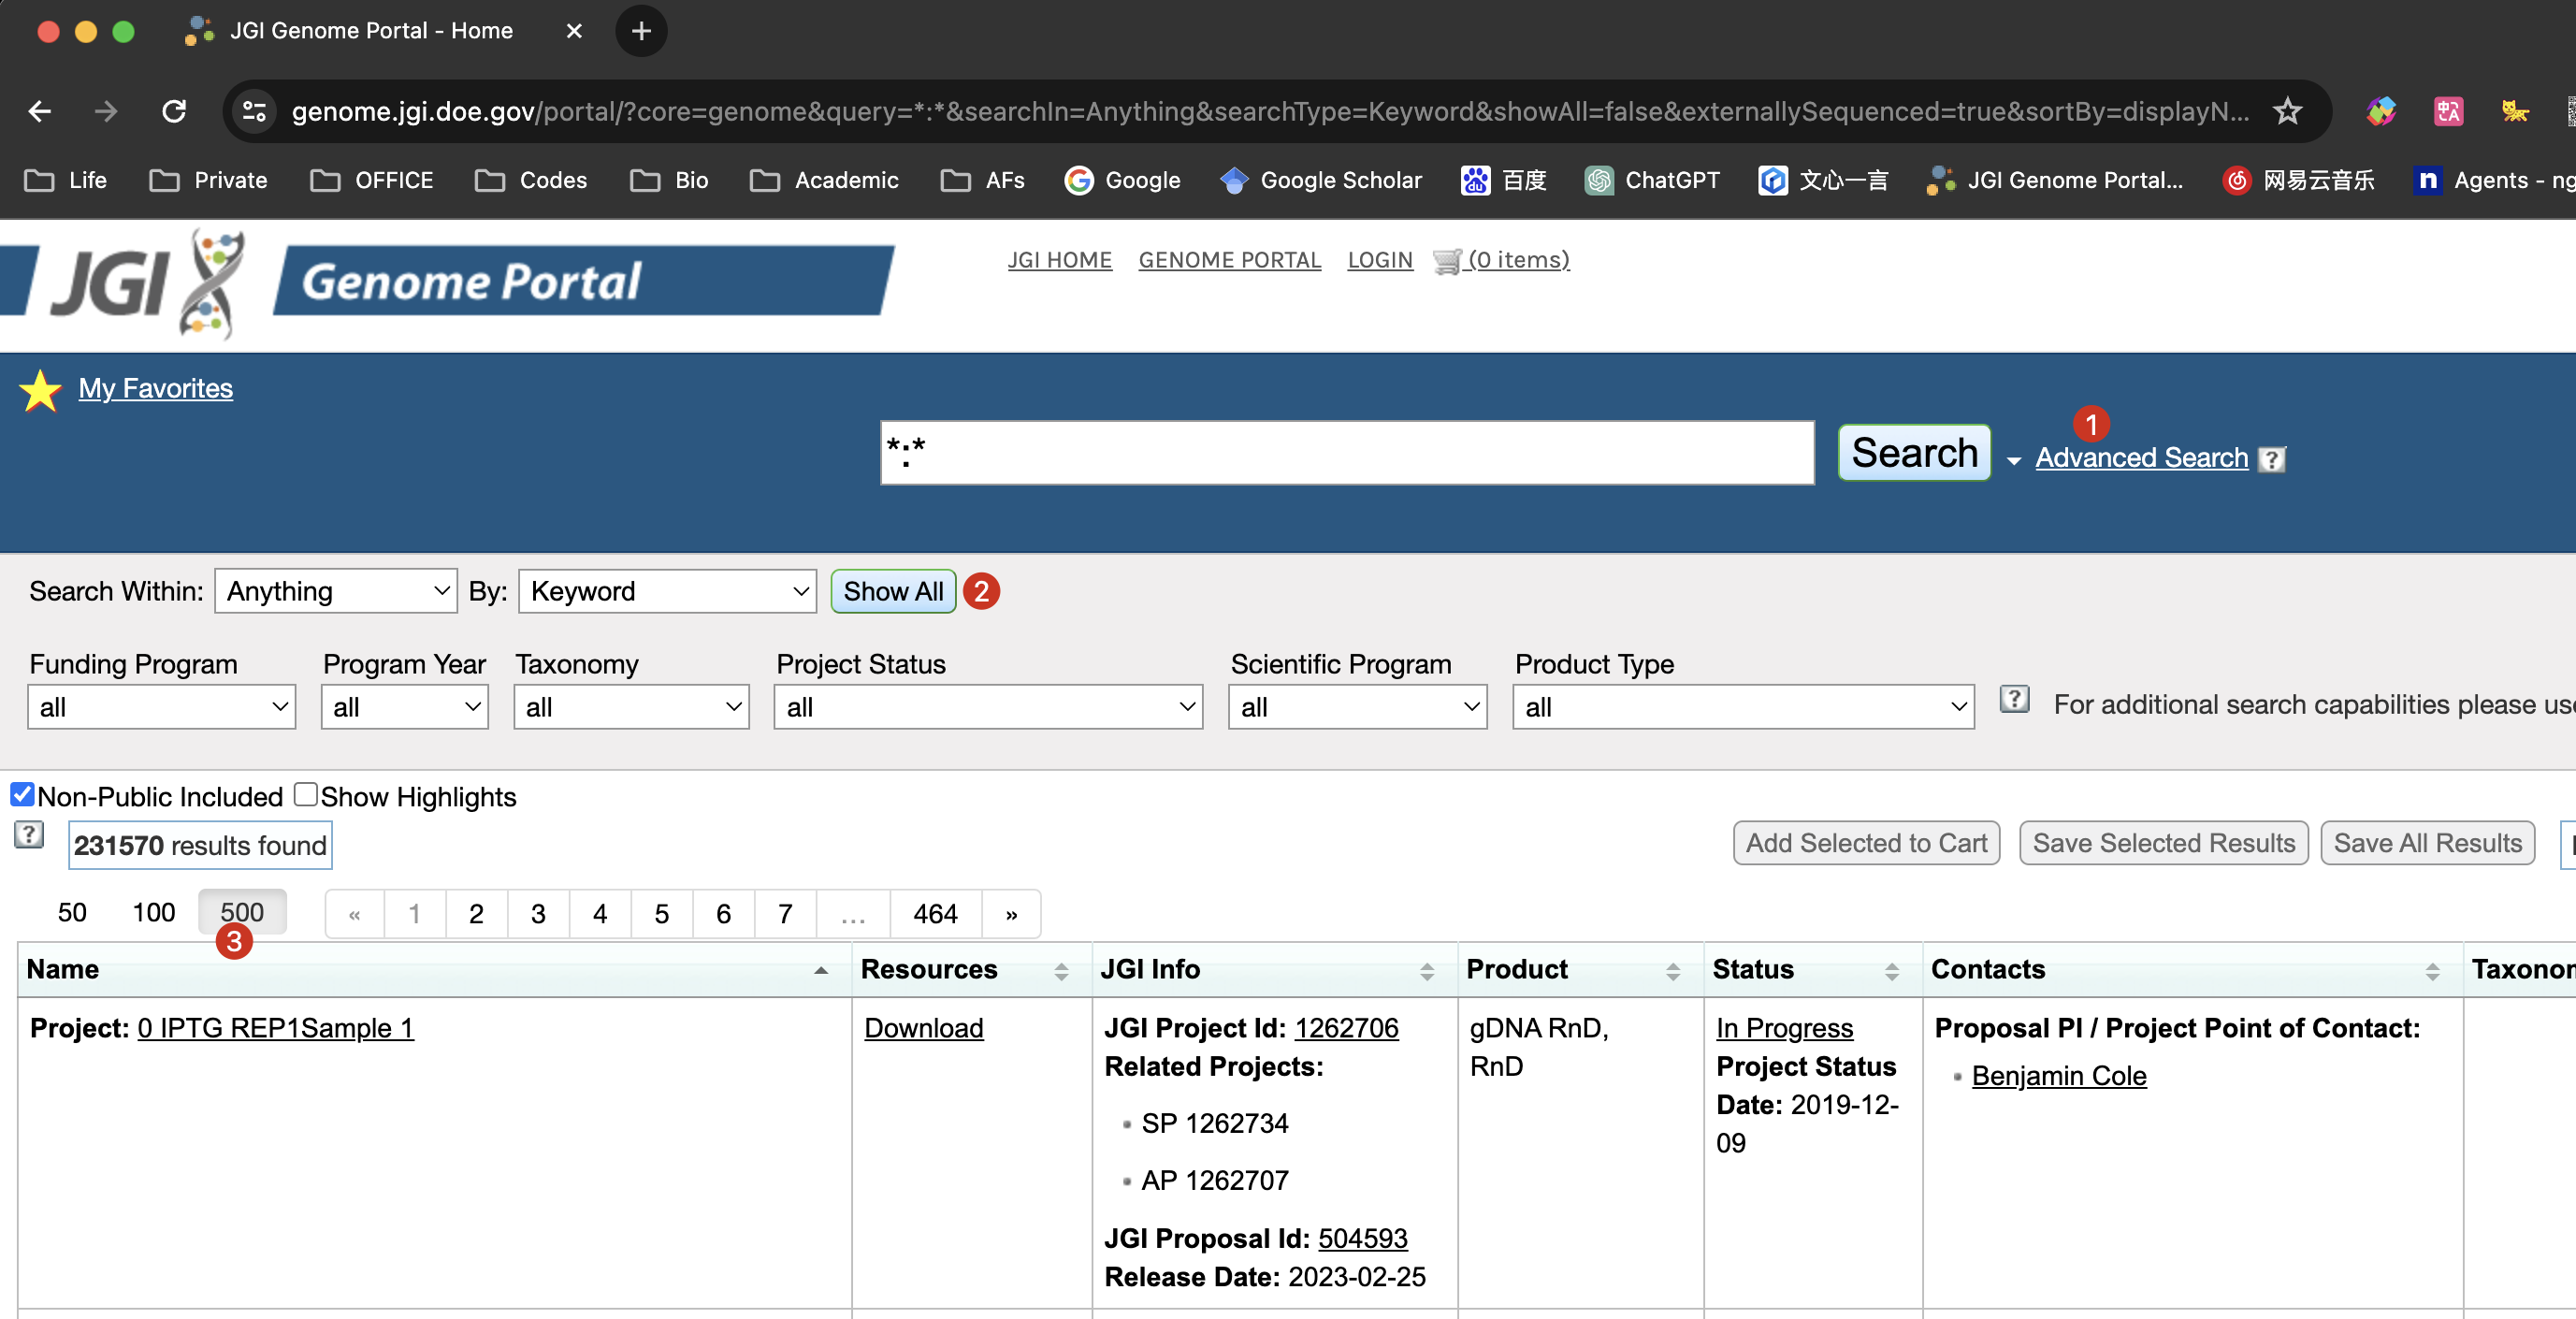 JGI Genome Portal - Home
genome.jgi.doe.gov/portal/?core=genome&query=*:*&searchIn=Anything&searchType=Keyword&showAll=false&externallySequenced=true&sortBy=displayN...
Life Private OFFICE Codes Bio Academic AFs Google Google Scholar 百度 ChatGPT 文心一言 JGI Genome Portal... 网易云音乐 Agents - ng
JGI Genome Portal
JGI HOME GENOME PORTAL LOGIN (0 items)
My Favorites
1
*:* Search Advanced Search ?
Search Within: Anything By: Keyword Show All 2
Funding Program Program Year Taxonomy Project Status Scientific Program Product Type
all all all all all all ? For additional search capabilities please use
Non-Public Included Show Highlights
? 231570 results found Add Selected to Cart Save Selected Results Save All Results
50 100 500 « 1 2 3 4 5 6 7 ... 464 »
3
Name Resources JGI Info Product Status Contacts Taxonom
Project: 0 IPTG REP1Sample 1 Download JGI Project Id: 1262706 gDNA RnD, In Progress Proposal PI / Project Point of Contact:
Related Projects: RnD Project Status
• Benjamin Cole
Date: 2019-12-
• SP 1262734
09
• AP 1262707
JGI Proposal Id: 504593
Release Date: 2023-02-25